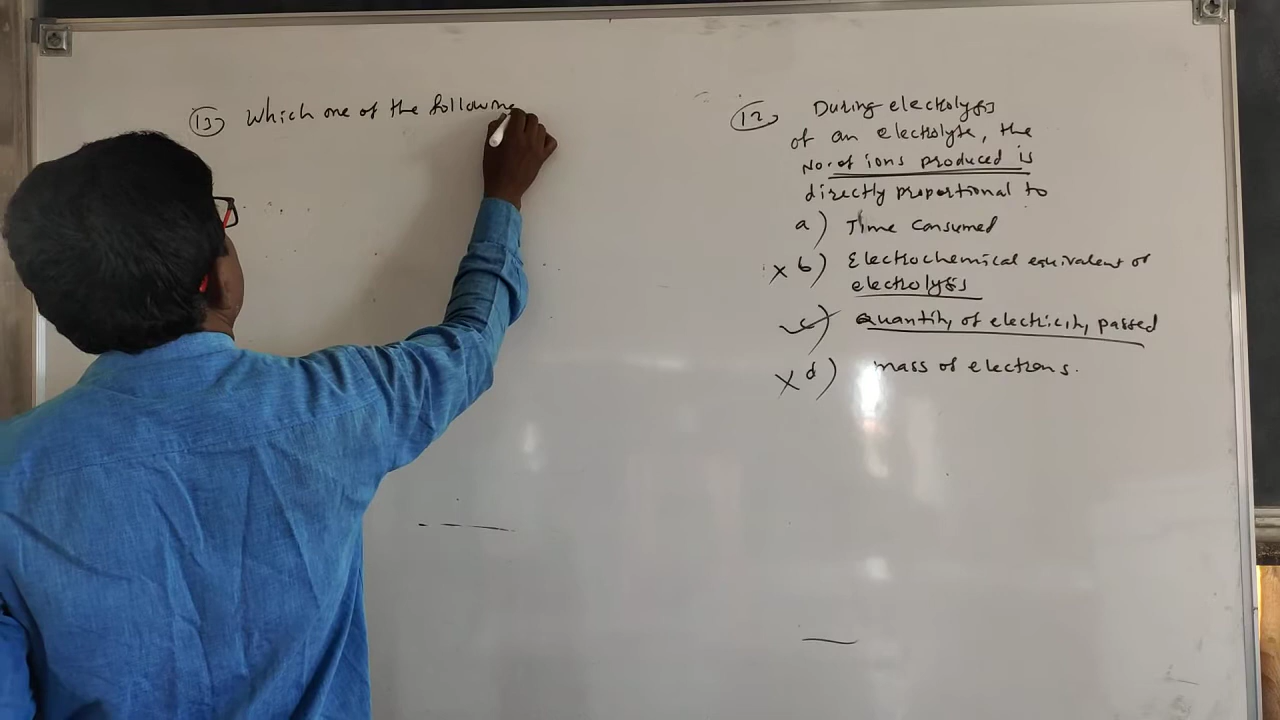 13 Which one of the following
12 During electrolysis
of an electrolyte, the
No. of ions produced is
directly proportional to
a) Time consumed
x b) Electrochemical equivalent of
electrolysis
✓ c) Quantity of electricity passed
x d) mass of electrons.